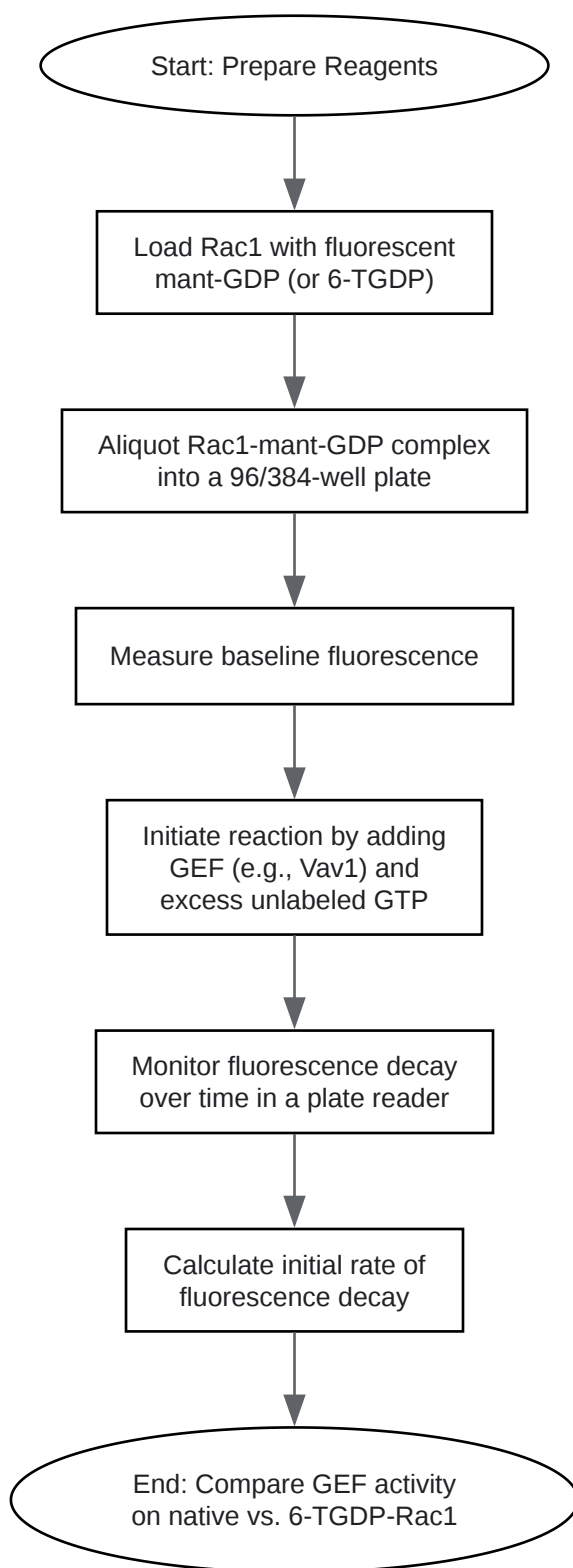 Start: Prepare Reagents
Load Rac1 with fluorescent
mant-GDP (or 6-TGDP)
Aliquot Rac1-mant-GDP complex
into a 96/384-well plate
Measure baseline fluorescence
Initiate reaction by adding
GEF (e.g., Vav1) and
excess unlabeled GTP
Monitor fluorescence decay
over time in a plate reader
Calculate initial rate of
fluorescence decay
End: Compare GEF activity
on native vs. 6-TGDP-Rac1